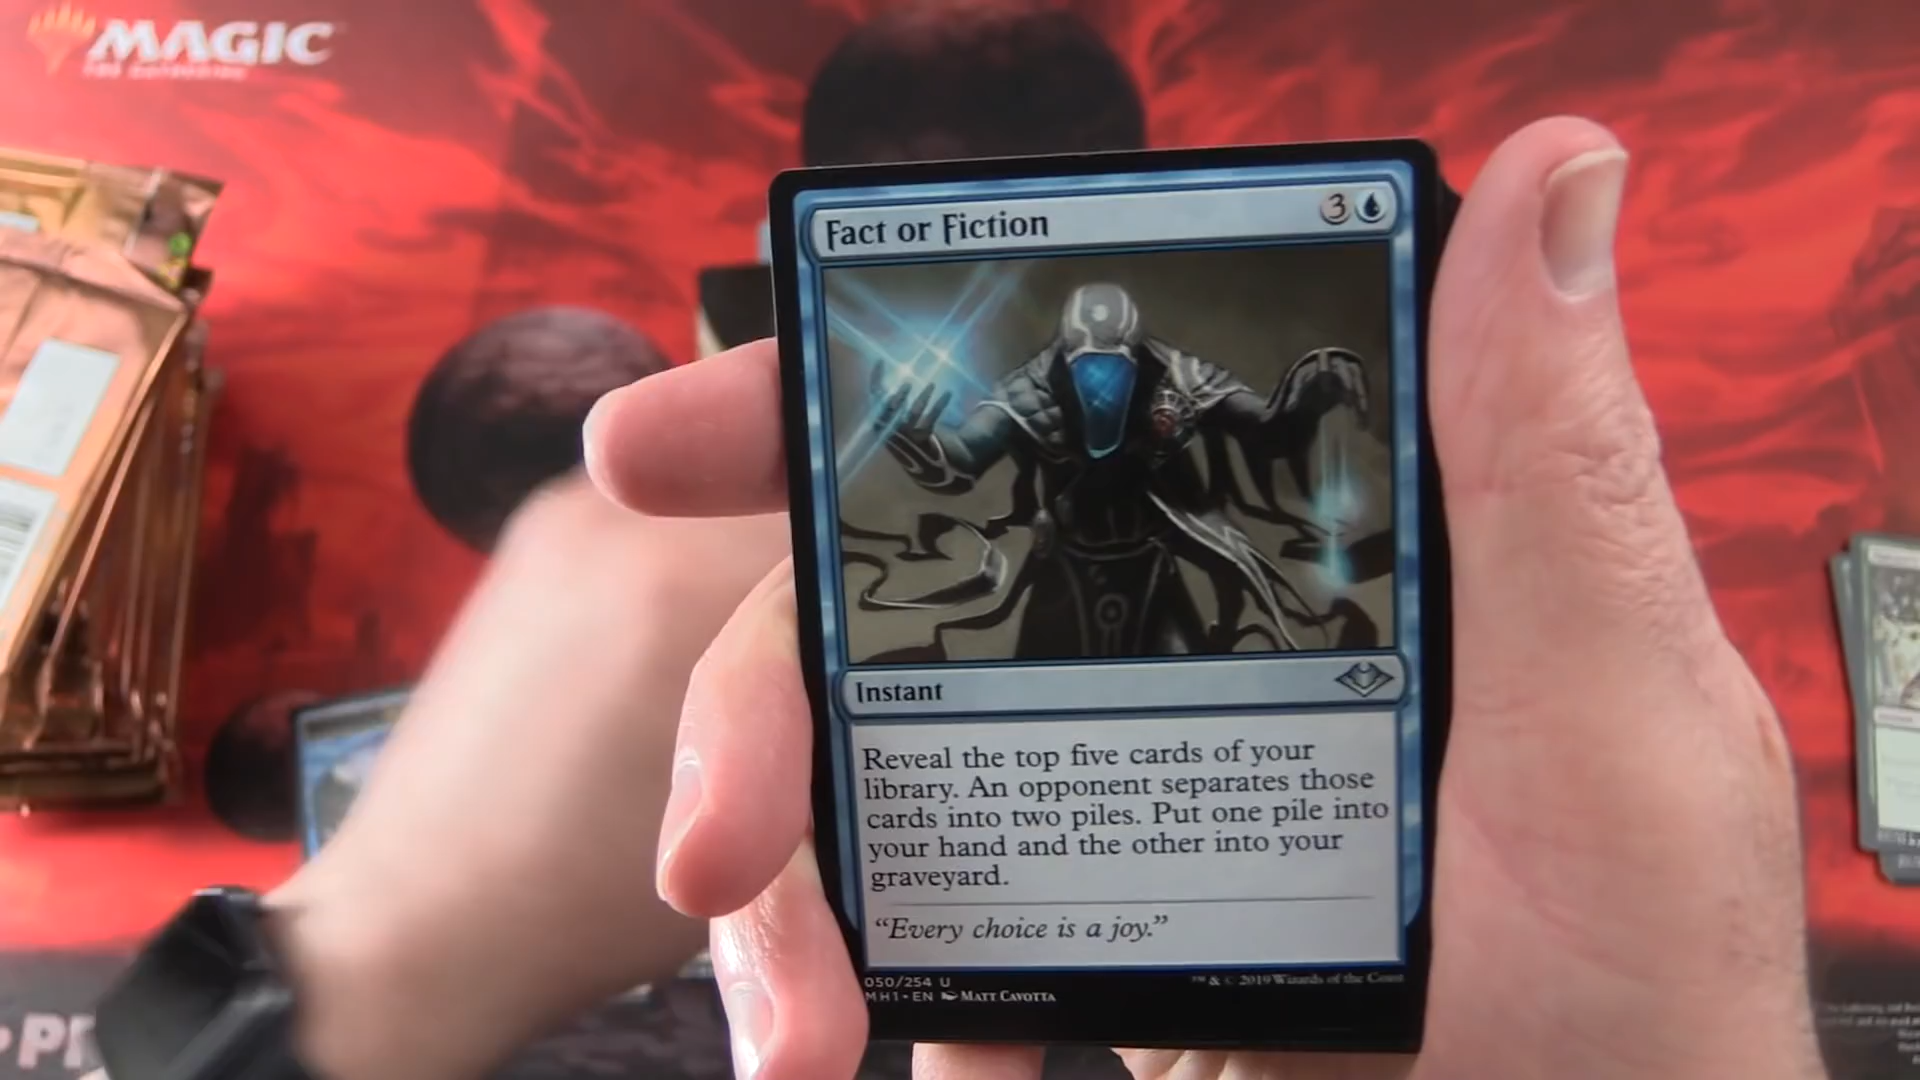 MAGIC
THE GATHERING
Fact or Fiction
3
Instant
Reveal the top five cards of your
library. An opponent separates those
cards into two piles. Put one pile into
your hand and the other into your
graveyard.
“Every choice is a joy.”
050/254 U
MH1 • EN Matt Cavotta
™ & © 2019 Wizards of the Coast